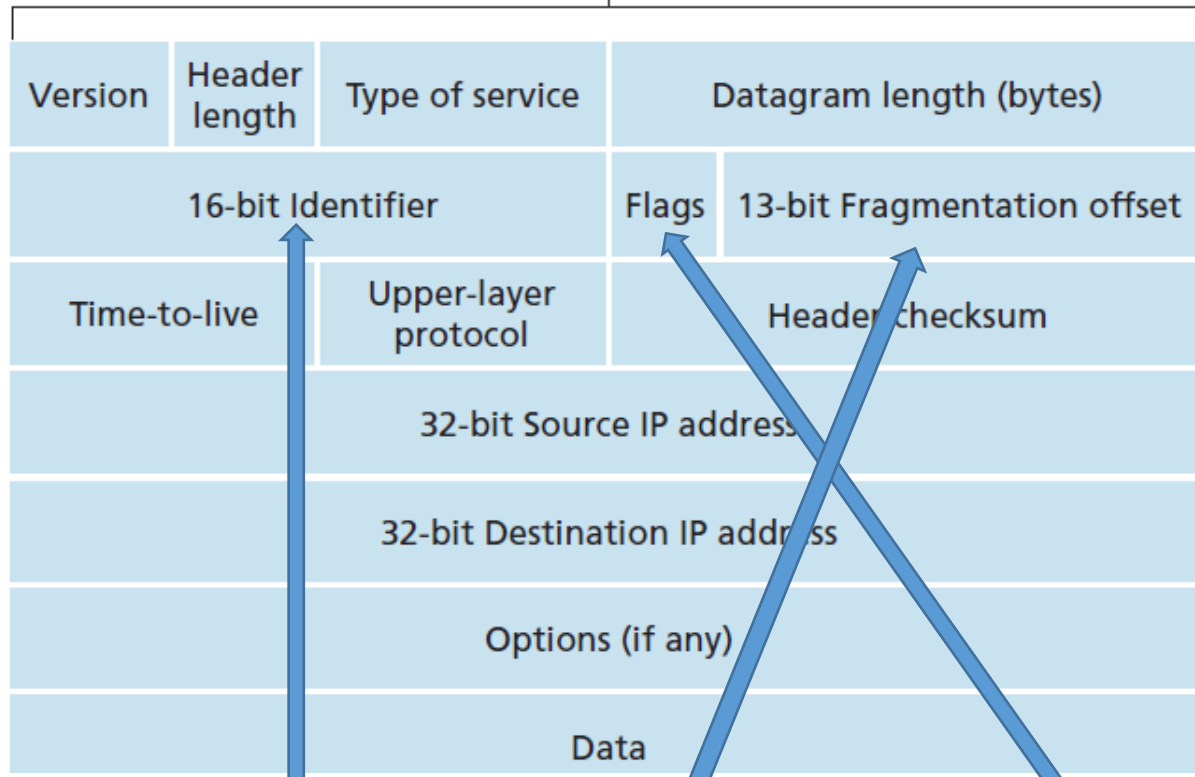 Version
Header
length
Type of service
Datagram length (bytes)
16-bit Identifier
Flags
13-bit Fragmentation offset
Time-to-live
Upper-layer
protocol
Header checksum
32-bit Source IP address
32-bit Destination IP address
Options (if any)
Data